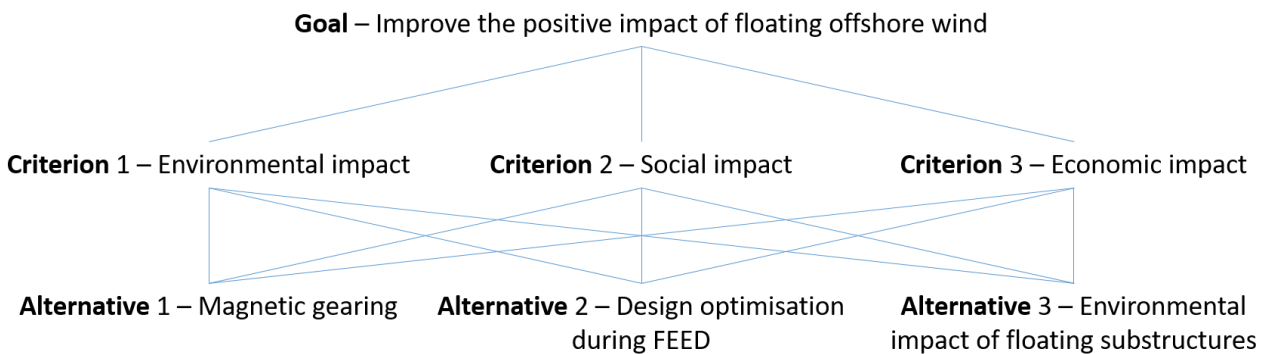 Goal – Improve the positive impact of floating offshore wind
Criterion 1 – Environmental impact
Criterion 2 – Social impact
Criterion 3 – Economic impact
Alternative 1 – Magnetic gearing
Alternative 2 – Design optimisation
during FEED
Alternative 3 – Environmental
impact of floating substructures